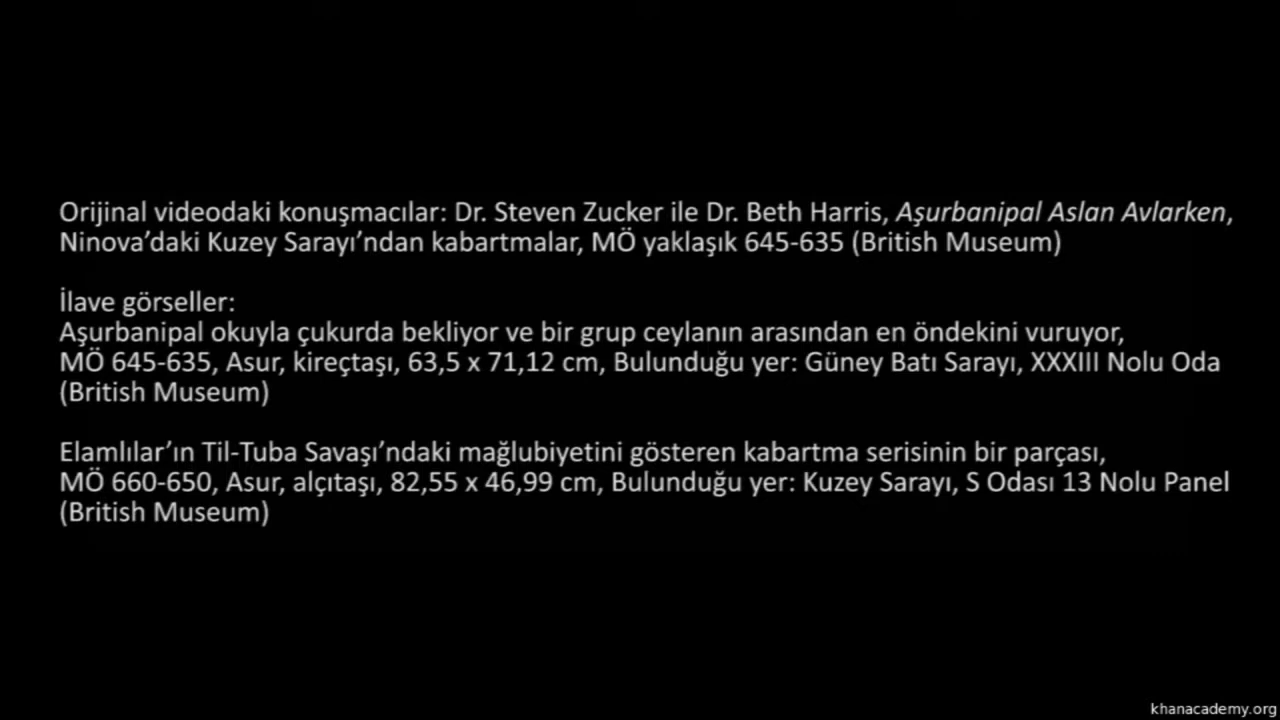 Orijinal videodaki konuşmacılar: Dr. Steven Zucker ile Dr. Beth Harris, Aşurbanipal Aslan Avlarken,
Ninova’daki Kuzey Sarayı’ndan kabartmalar, MÖ yaklaşık 645-635 (British Museum)
İlave görseller:
Aşurbanipal okuyla çukurda bekliyor ve bir grup ceylanın arasından en öndekini vuruyor,
MÖ 645-635, Asur, kireçtaşı, 63,5 x 71,12 cm, Bulunduğu yer: Güney Batı Sarayı, XXXIII Nolu Oda
(British Museum)
Elamlılar’ın Til-Tuba Savaşı’ndaki mağlubiyetini gösteren kabartma serisinin bir parçası,
MÖ 660-650, Asur, alçıtaşı, 82,55 x 46,99 cm, Bulunduğu yer: Kuzey Sarayı, S Odası 13 Nolu Panel
(British Museum)
khanacademy.org